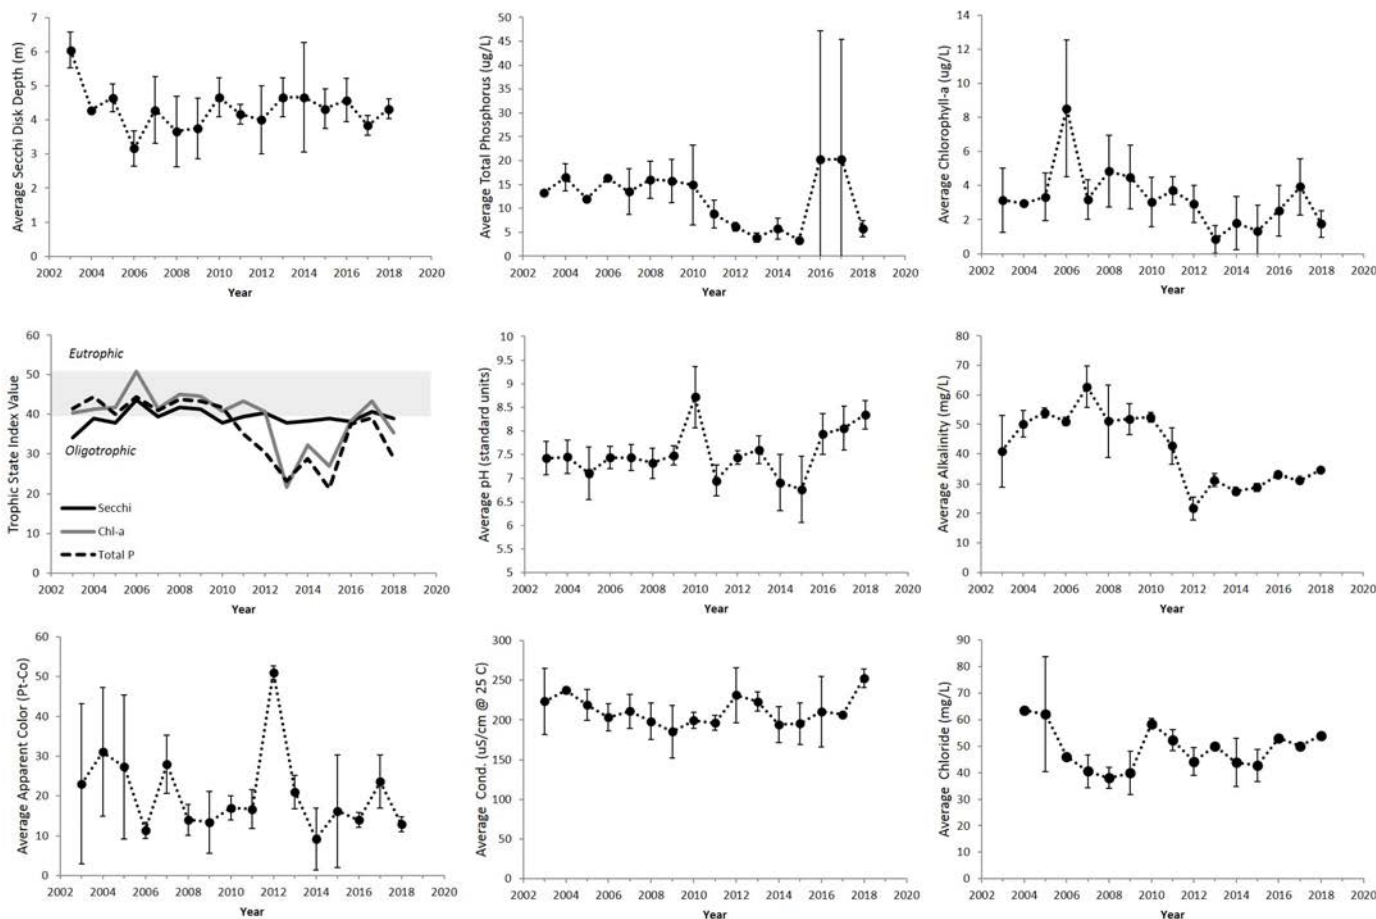 Average Secchi Disk Depth (m)
7
6
5
4
3
2
1
0
2002 2004 2006 2008 2010 2012 2014 2016 2018 2020
Year
Average Total Phosphorus (ug/L)
50
45
40
35
30
25
20
15
10
5
0
2002 2004 2006 2008 2010 2012 2014 2016 2018 2020
Year
Average Chlorophyll-a (ug/L)
14
12
10
8
6
4
2
0
2002 2004 2006 2008 2010 2012 2014 2016 2018 2020
Year
Trophic State Index Value
60
50
40
30
20
10
0
Eutrophic
Oligotrophic
Secchi
Chl-a
Total P
2002 2004 2006 2008 2010 2012 2014 2016 2018 2020
Year
Average pH (standard units)
10
9.5
9
8.5
8
7.5
7
6.5
6
5.5
5
2002 2004 2006 2008 2010 2012 2014 2016 2018 2020
Year
Average Alkalinity (mg/L)
80
70
60
50
40
30
20
10
0
2002 2004 2006 2008 2010 2012 2014 2016 2018 2020
Year
Average Apparent Color (Pt-Co)
60
50
40
30
20
10
0
2002 2004 2006 2008 2010 2012 2014 2016 2018 2020
Year
Average Cond. (uS/cm @ 25 C)
300
250
200
150
100
50
0
2002 2004 2006 2008 2010 2012 2014 2016 2018 2020
Year
Average Chloride (mg/L)
90
80
70
60
50
40
30
20
10
0
2002 2004 2006 2008 2010 2012 2014 2016 2018 2020
Year